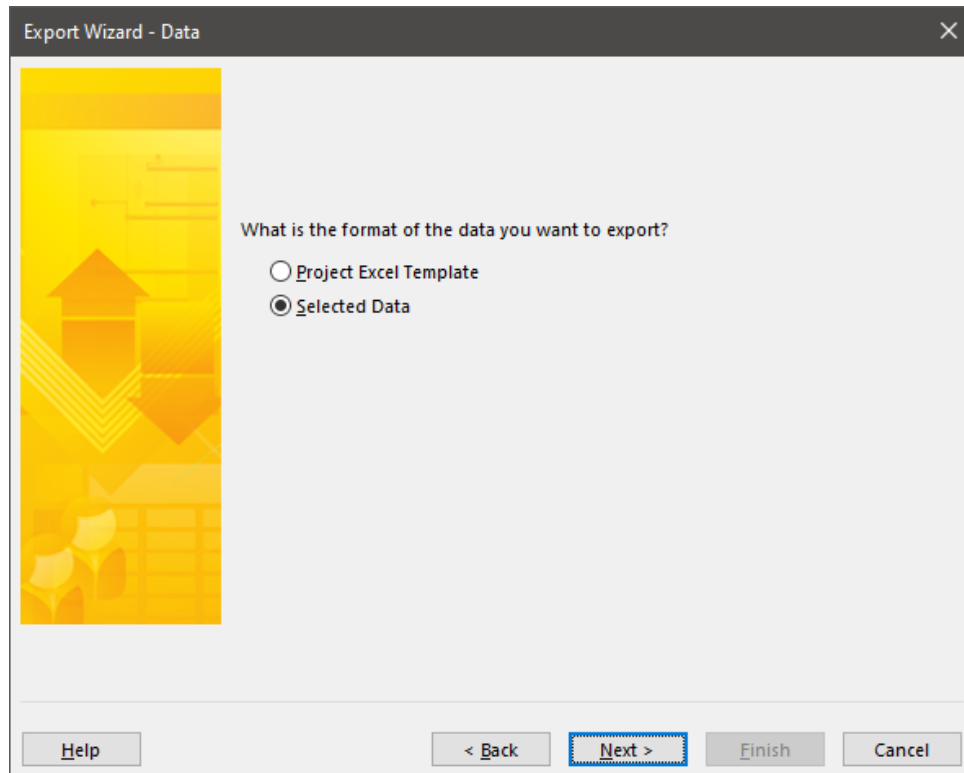 Export Wizard - Data
What is the format of the data you want to export?
Project Excel Template
Selected Data
Help < Back Next > Finish Cancel